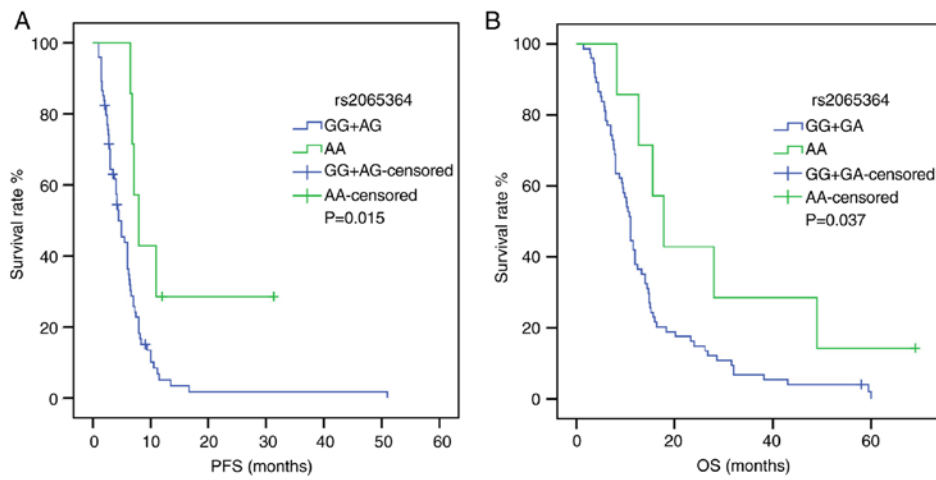 A
100
80
60
40
20
0
Survival rate %
rs2065364
GG+AG
AA
GG+AG-censored
AA-censored
P=0.015
0 10 20 30 40 50 60
PFS (months)
B
100
80
60
40
20
0
Survival rate %
rs2065364
GG+GA
AA
GG+GA-censored
AA-censored
P=0.037
0 20 40 60
OS (months)